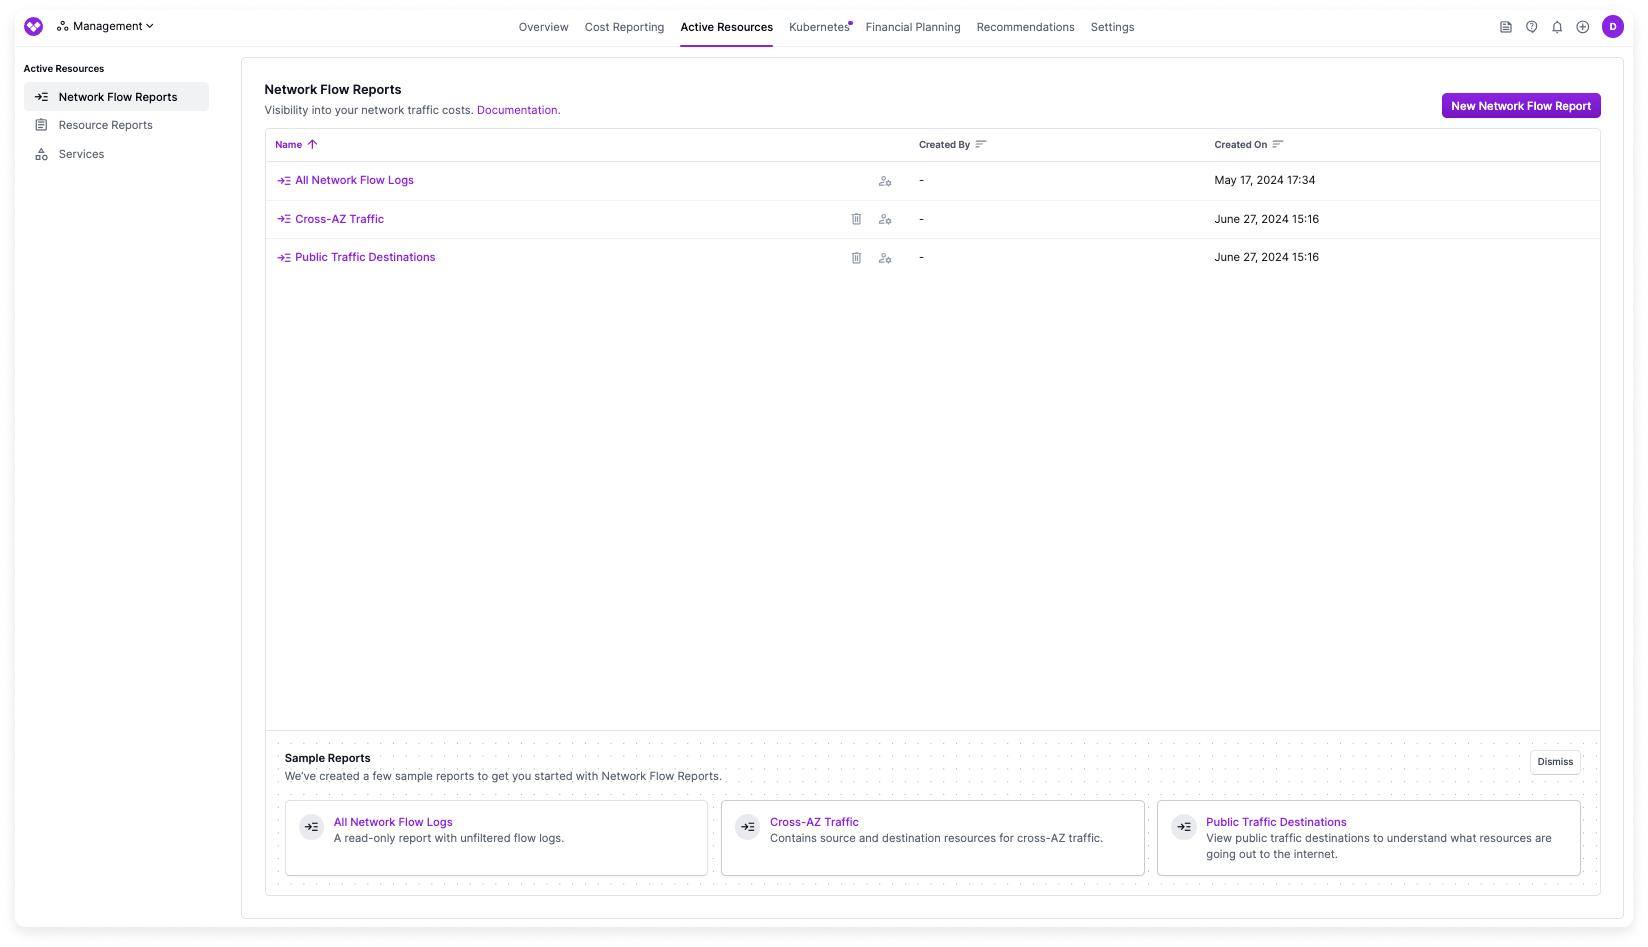 Management
Overview
Cost Reporting
Active Resources
Kubernetes
Financial Planning
Recommendations
Settings
D
Active Resources
Network Flow Reports
Resource Reports
Services
Network Flow Reports
Visibility into your network traffic costs. Documentation.
New Network Flow Report
Name
Created By
Created On
All Network Flow Logs
-
May 17, 2024 17:34
Cross-AZ Traffic
-
June 27, 2024 15:16
Public Traffic Destinations
-
June 27, 2024 15:16
Sample Reports
We've created a few sample reports to get you started with Network Flow Reports.
Dismiss
All Network Flow Logs
A read-only report with unfiltered flow logs.
Cross-AZ Traffic
Contains source and destination resources for cross-AZ traffic.
Public Traffic Destinations
View public traffic destinations to understand what resources are
going out to the internet.